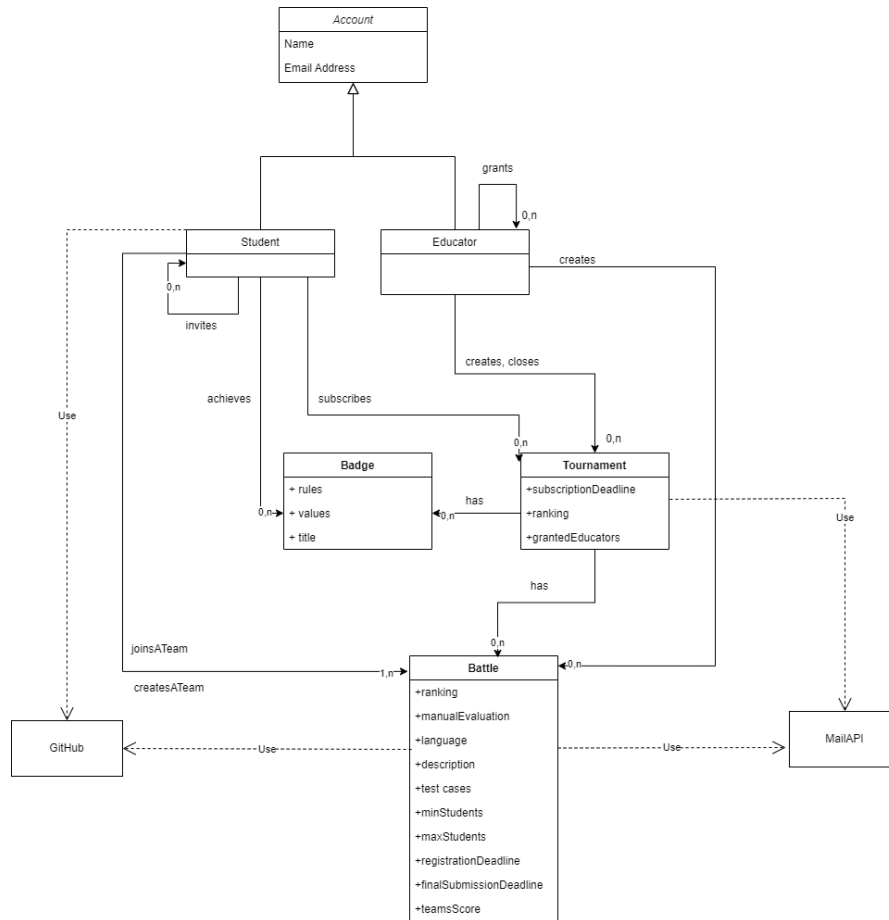 Account
Name
Email Address
grants
0,n
Student
Educator
creates
0,n
invites
creates, closes
Use
achieves
subscribes
0,n
0,n
Badge
+ rules
+ values
+ title
0,n
has
0,n
Tournament
+subscriptionDeadline
+ranking
+grantedEducators
Use
has
0,n
joinsATeam
createsATeam
1,n
0,n
Battle
+ranking
+manualEvaluation
+language
+description
+test cases
+minStudents
+maxStudents
+registrationDeadline
+finalSubmissionDeadline
+teamsScore
GitHub
Use
Use
MailAPI